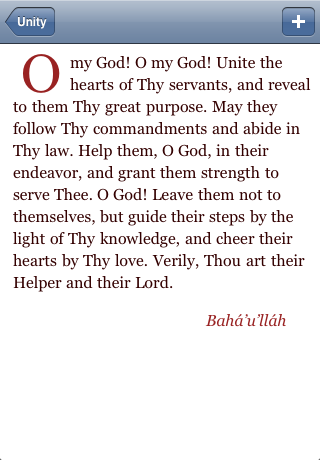 Unity
+
O my God! O my God! Unite the
hearts of Thy servants, and reveal
to them Thy great purpose. May they
follow Thy commandments and abide in
Thy law. Help them, O God, in their
endeavor, and grant them strength to
serve Thee. O God! Leave them not to
themselves, but guide their steps by the
light of Thy knowledge, and cheer their
hearts by Thy love. Verily, Thou art their
Helper and their Lord.
Bahá’u’lláh